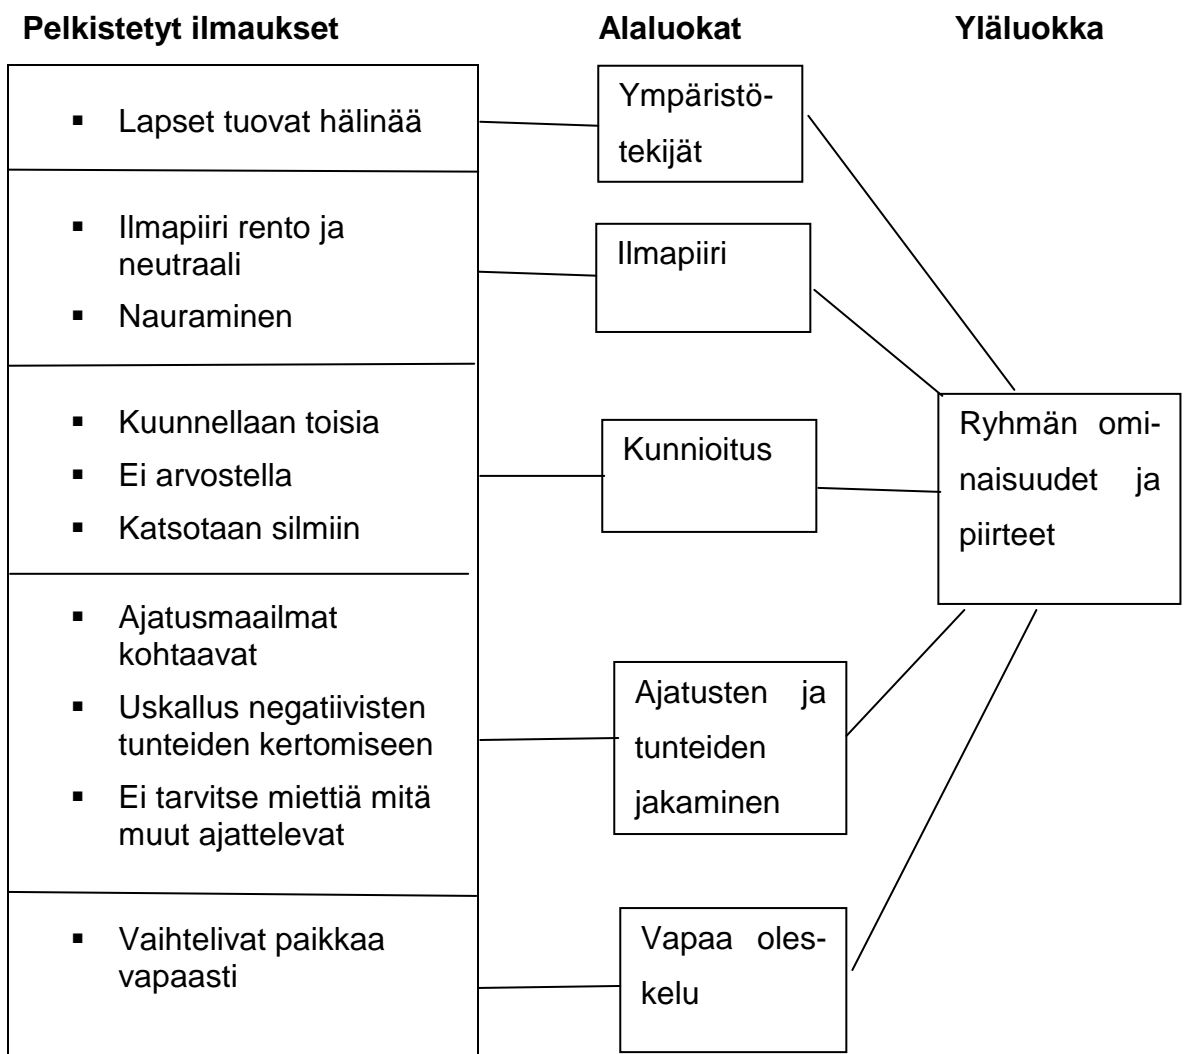 Pelkistetyt ilmaukset Alaluokat Yläluokka
▪ Lapset tuovat hälinää
Ympäristö-
tekijät
▪ Ilmapiiri rento ja
neutraali
▪ Nauraminen
Ilmapiiri
▪ Kuunnellaan toisia
▪ Ei arvostella
▪ Katsotaan silmiin
Kunnioitus
Ryhmän omi-
naisuudet ja
piirteet
▪ Ajatusmaailmat
kohtaavat
▪ Uskallus negatiivisten
tunteiden kertomiseen
▪ Ei tarvitse miettiä mitä
muut ajattelevat
Ajatusten ja
tunteiden
jakaminen
▪ Vaihtelivat paikkaa
vapaasti
Vapaa oles-
kelu